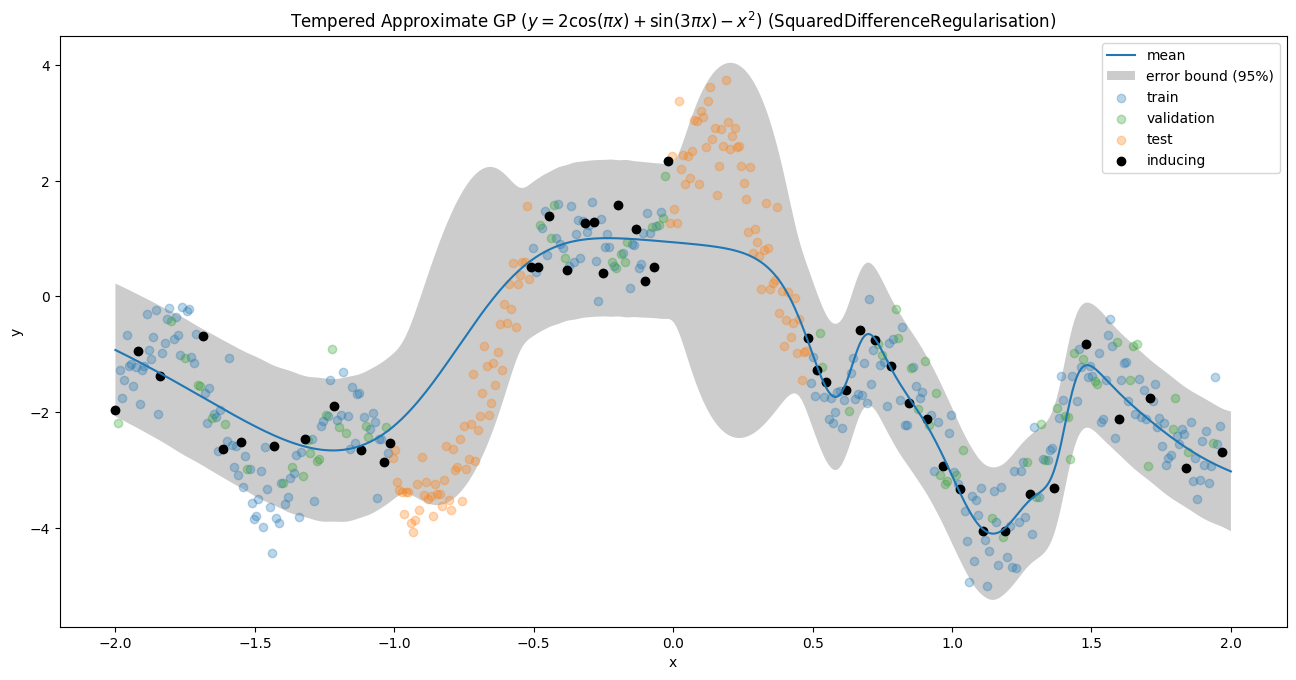 Tempered Approximate GP (y = 2cos(πx) + sin(3πx) − x²) (SquaredDifferenceRegularisation)
mean
error bound (95%)
train
validation
test
inducing
4
2
0
−2
−4
y
−2.0 −1.5 −1.0 −0.5 0.0 0.5 1.0 1.5 2.0
x